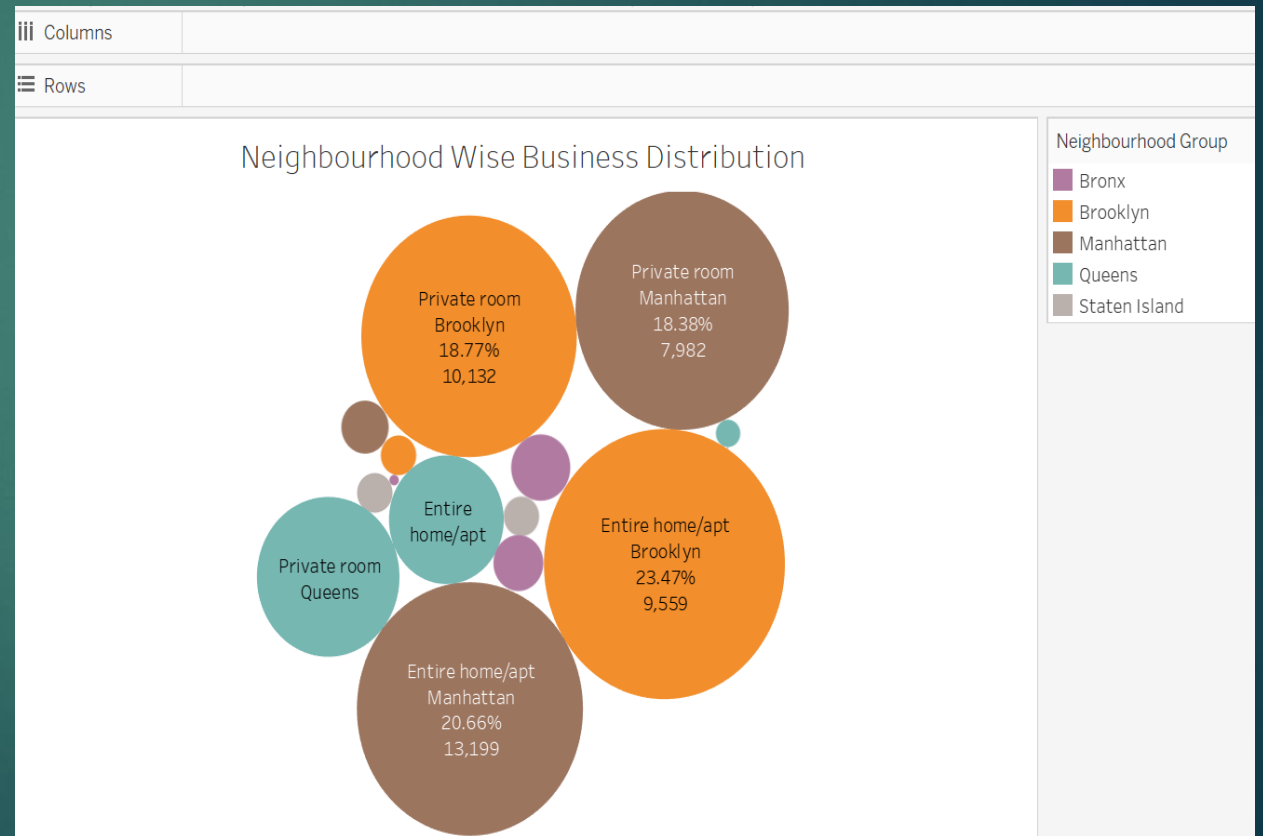 Columns
Rows
Neighbourhood Wise Business Distribution
Neighbourhood Group
Bronx
Brooklyn
Manhattan
Queens
Staten Island
Private room
Brooklyn
18.77%
10,132
Private room
Manhattan
18.38%
7,982
Entire
home/apt
Private room
Queens
Entire home/apt
Brooklyn
23.47%
9,559
Entire home/apt
Manhattan
20.66%
13,199